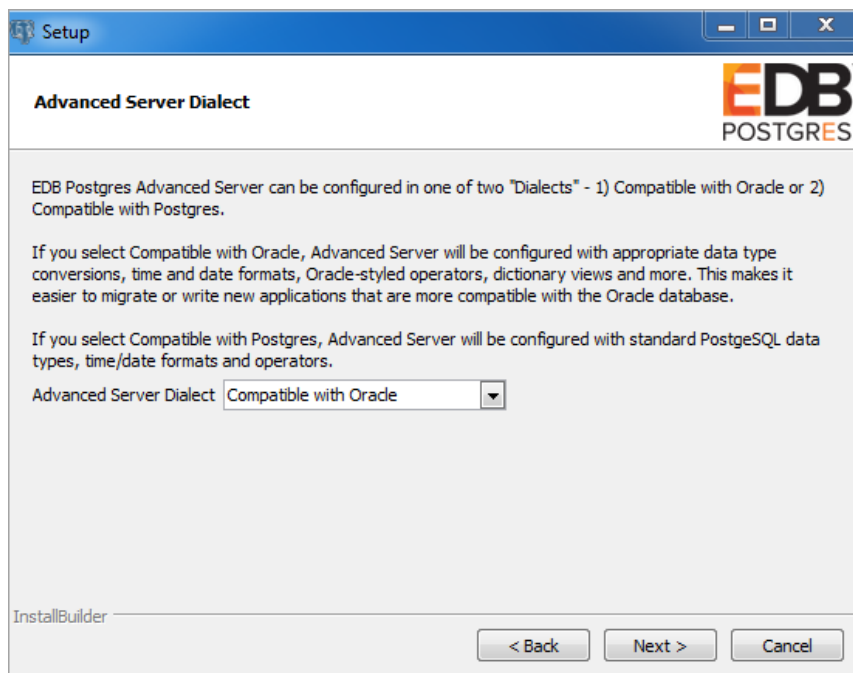 Setup
Advanced Server Dialect
EDB
POSTGRES
EDB Postgres Advanced Server can be configured in one of two "Dialects" - 1) Compatible with Oracle or 2)
Compatible with Postgres.
If you select Compatible with Oracle, Advanced Server will be configured with appropriate data type
conversions, time and date formats, Oracle-styled operators, dictionary views and more. This makes it
easier to migrate or write new applications that are more compatible with the Oracle database.
If you select Compatible with Postgres, Advanced Server will be configured with standard PostgeSQL data
types, time/date formats and operators.
Advanced Server Dialect Compatible with Oracle
InstallBuilder
< Back Next > Cancel